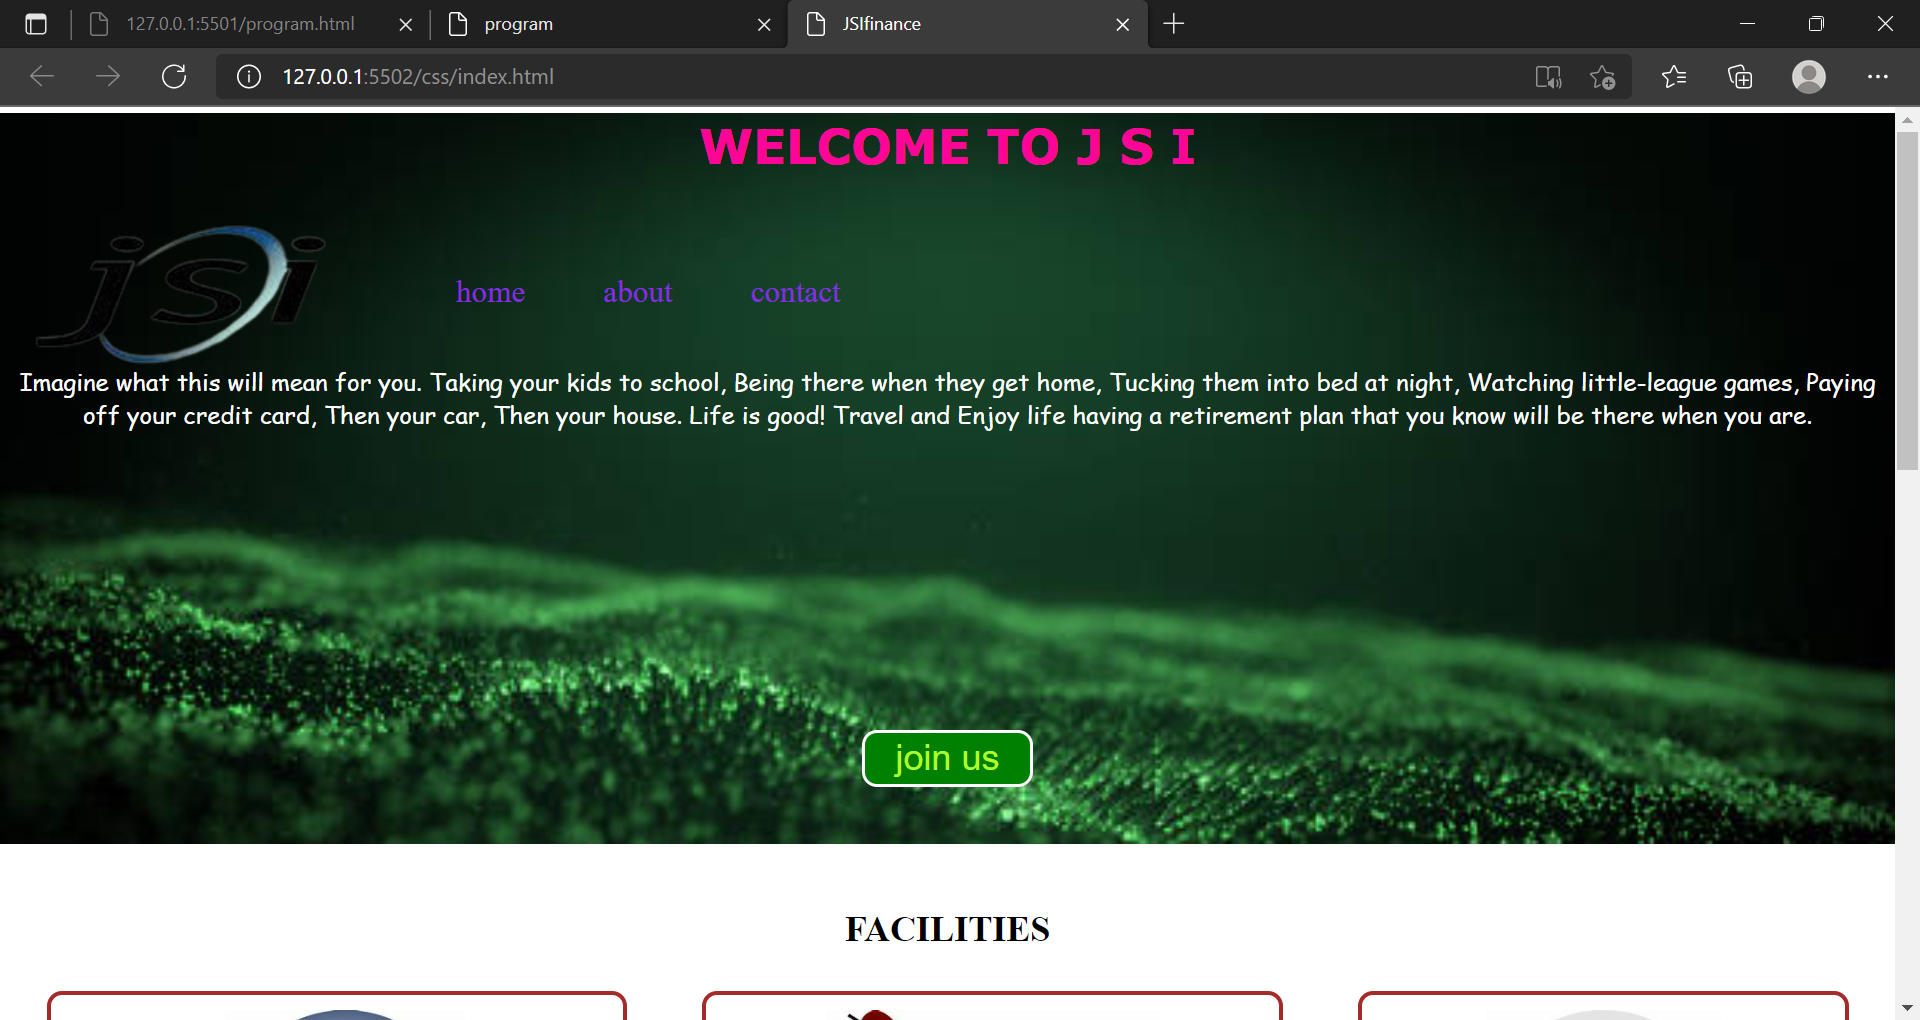 127.0.0.1:5501/program.html
program
JSIfinance
127.0.0.1:5502/css/index.html
WELCOME TO J S I
jsi
home about contact
Imagine what this will mean for you. Taking your kids to school, Being there when they get home, Tucking them into bed at night, Watching little-league games, Paying
off your credit card, Then your car, Then your house. Life is good! Travel and Enjoy life having a retirement plan that you know will be there when you are.
join us
FACILITIES